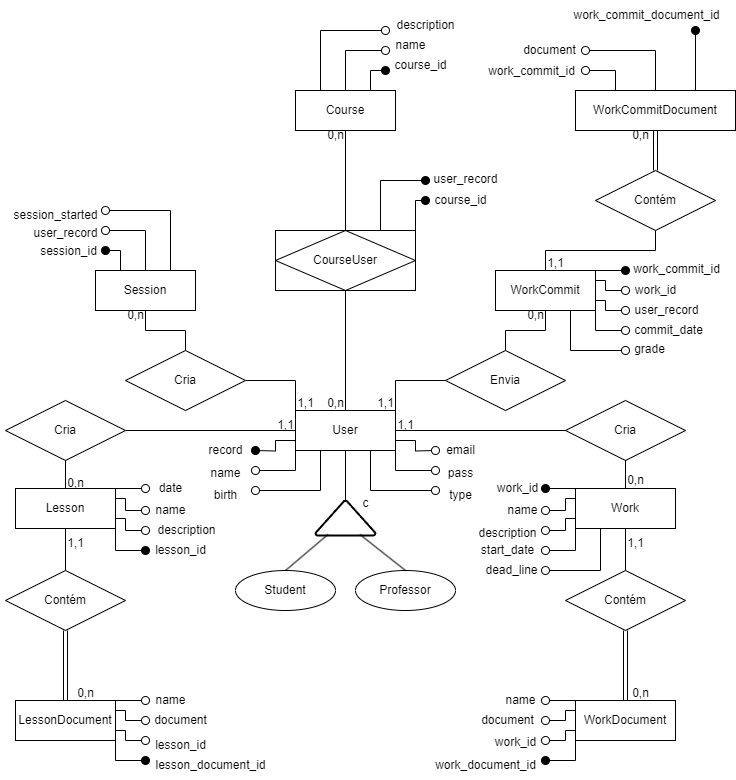 work_commit_document_id
description
name
course_id
document
work_commit_id
Course
WorkCommitDocument
0,n
0,n
user_record
course_id
Contém
session_started
user_record
session_id
CourseUser
1,1
work_commit_id
Session
WorkCommit
work_id
user_record
0,n
0,n
commit_date
grade
Cria
Envia
1,1
0,n
1,1
Cria
1,1
User
1,1
Cria
record
email
name
pass
birth
type
0,n
date
c
work_id
0,n
Lesson
name
name
Work
description
description
1,1
lesson_id
start_date
1,1
dead_line
Contém
Student
Professor
Contém
0,n
name
name
0,n
LessonDocument
document
document
WorkDocument
lesson_id
work_id
lesson_document_id
work_document_id